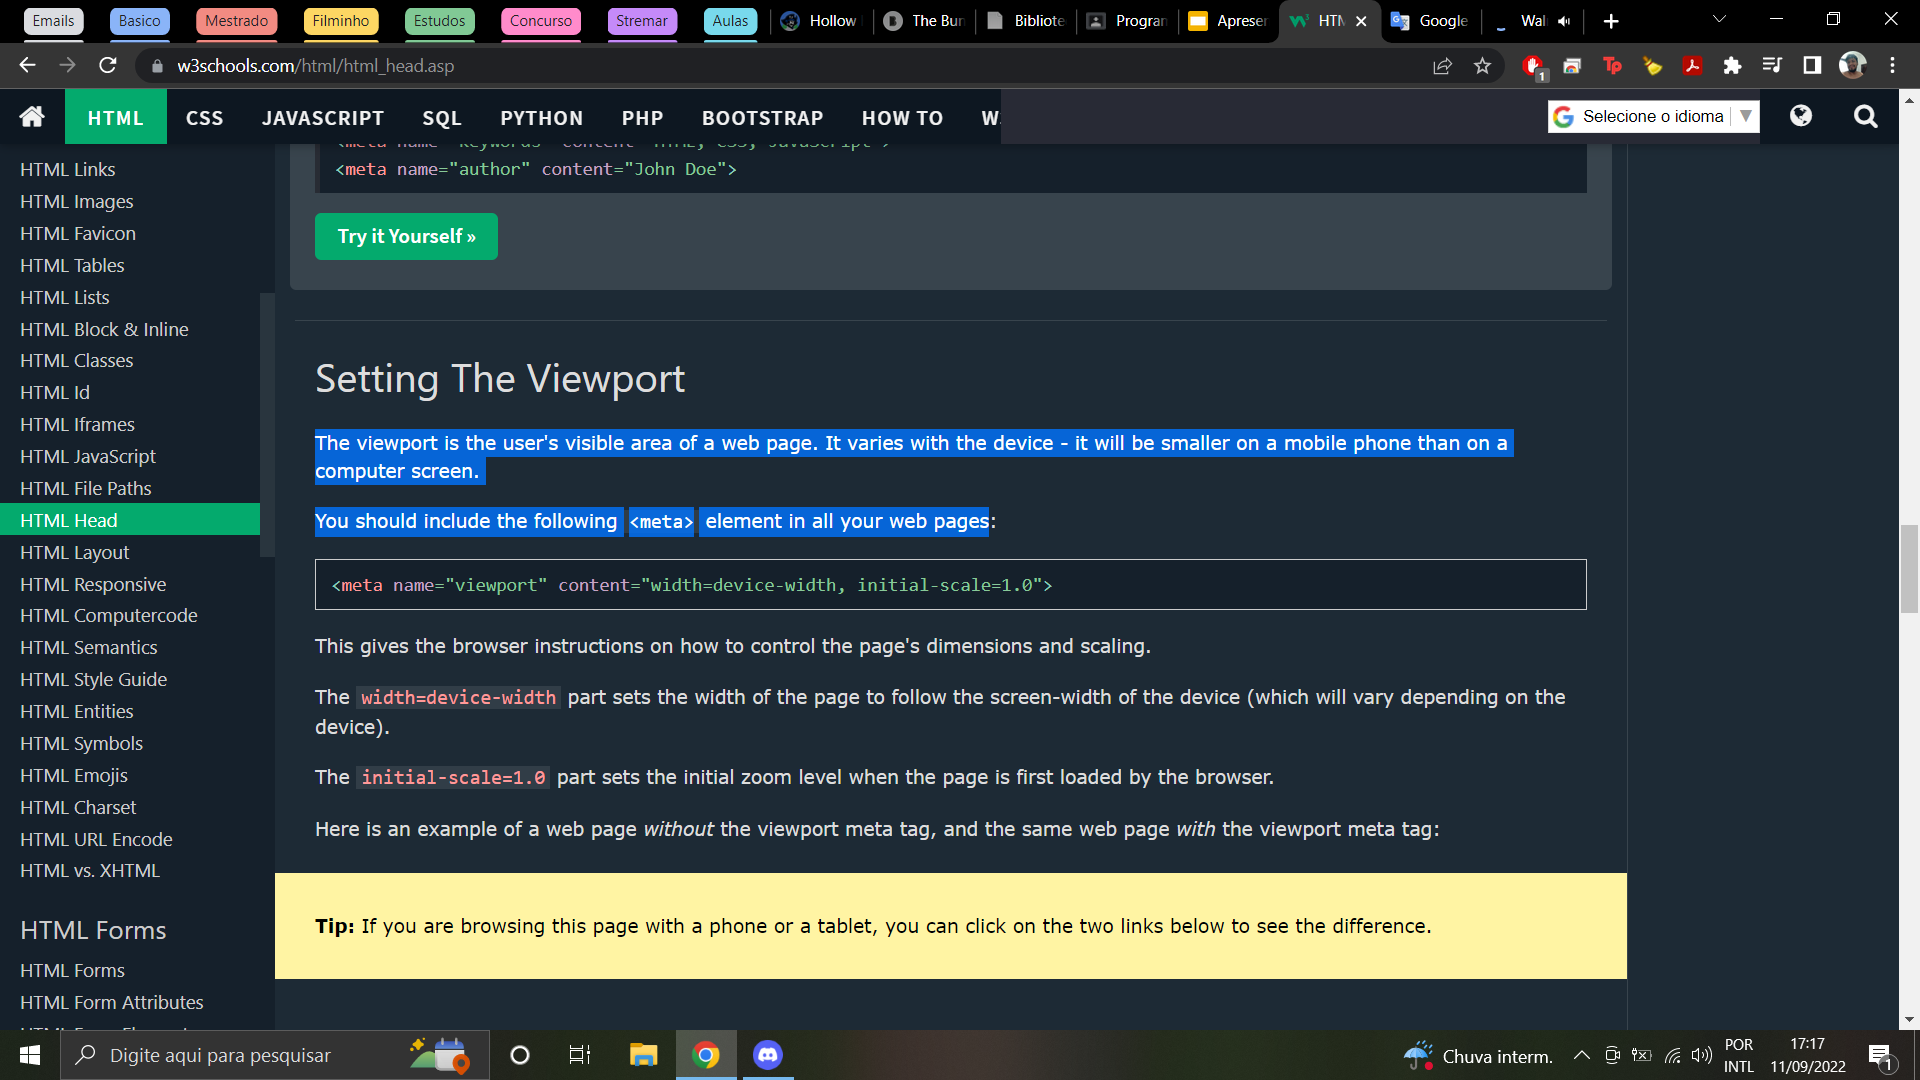 Emails
Basico
Mestrado
Filminho
Estudos
Concurso
Stremar
Aulas
Hollow
The Bun
Bibliote
Program
Apresen
HTM
Google
Wal
w3schools.com/html/html_head.asp
1
HTML
CSS
JAVASCRIPT
SQL
PYTHON
PHP
BOOTSTRAP
HOW TO
W
Selecione o idioma
HTML Links
HTML Images
HTML Favicon
HTML Tables
HTML Lists
HTML Block & Inline
HTML Classes
HTML Id
HTML Iframes
HTML JavaScript
HTML File Paths
HTML Head
HTML Layout
HTML Responsive
HTML Computercode
HTML Semantics
HTML Style Guide
HTML Entities
HTML Symbols
HTML Emojis
HTML Charset
HTML URL Encode
HTML vs. XHTML
HTML Forms
HTML Forms
HTML Form Attributes
<meta name="keywords" content="HTML, CSS, JavaScript">
<meta name="author" content="John Doe">
Try it Yourself »
Setting The Viewport
The viewport is the user's visible area of a web page. It varies with the device - it will be smaller on a mobile phone than on a
computer screen.
You should include the following <meta> element in all your web pages:
<meta name="viewport" content="width=device-width, initial-scale=1.0">
This gives the browser instructions on how to control the page's dimensions and scaling.
The width=device-width part sets the width of the page to follow the screen-width of the device (which will vary depending on the
device).
The initial-scale=1.0 part sets the initial zoom level when the page is first loaded by the browser.
Here is an example of a web page without the viewport meta tag, and the same web page with the viewport meta tag:
Tip: If you are browsing this page with a phone or a tablet, you can click on the two links below to see the difference.
Digite aqui para pesquisar
Chuva interm.
POR
INTL
17:17
11/09/2022
1